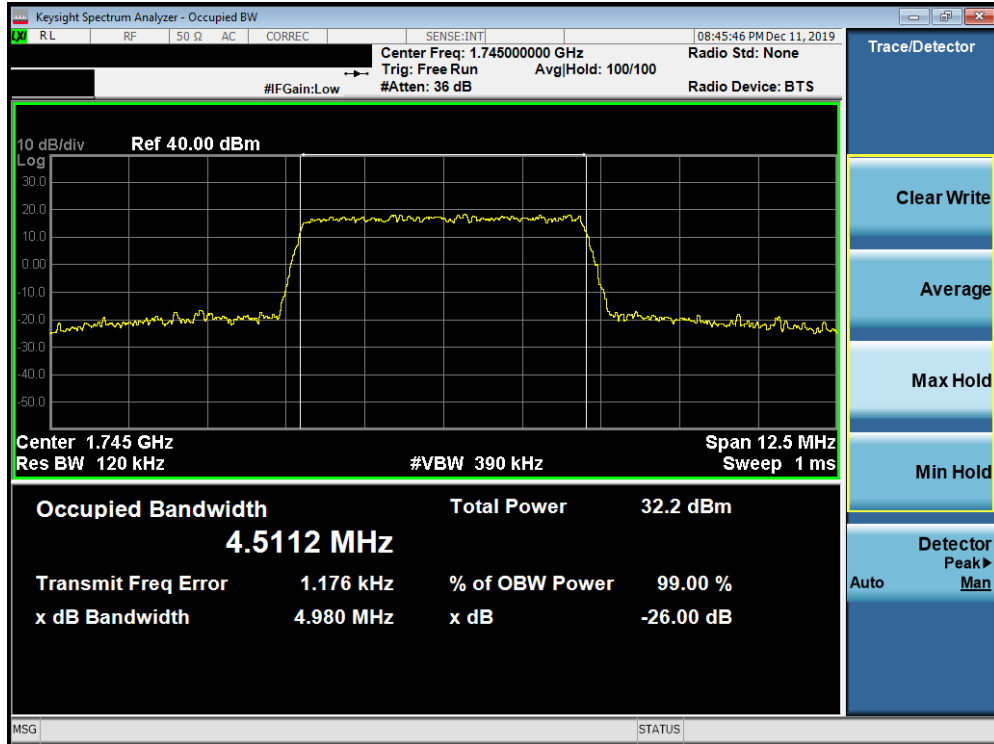 Keysight Spectrum Analyzer - Occupied BW
LXI RL RF 50 Ω AC CORREC SENSE:INT 08:45:46 PM Dec 11, 2019
Center Freq: 1.745000000 GHz Radio Std: None
Trig: Free Run Avg|Hold: 100/100
#IFGain:Low #Atten: 36 dB Radio Device: BTS
10 dB/div Ref 40.00 dBm
Log
30.0
20.0
10.0
0.00
-10.0
-20.0
-30.0
-40.0
-50.0
Center 1.745 GHz Span 12.5 MHz
Res BW 120 kHz #VBW 390 kHz Sweep 1 ms
Occupied Bandwidth Total Power 32.2 dBm
4.5112 MHz
Transmit Freq Error 1.176 kHz % of OBW Power 99.00 %
x dB Bandwidth 4.980 MHz x dB -26.00 dB
MSG STATUS
Trace/Detector
Clear Write
Average
Max Hold
Min Hold
Detector
Peak▶
Auto Man